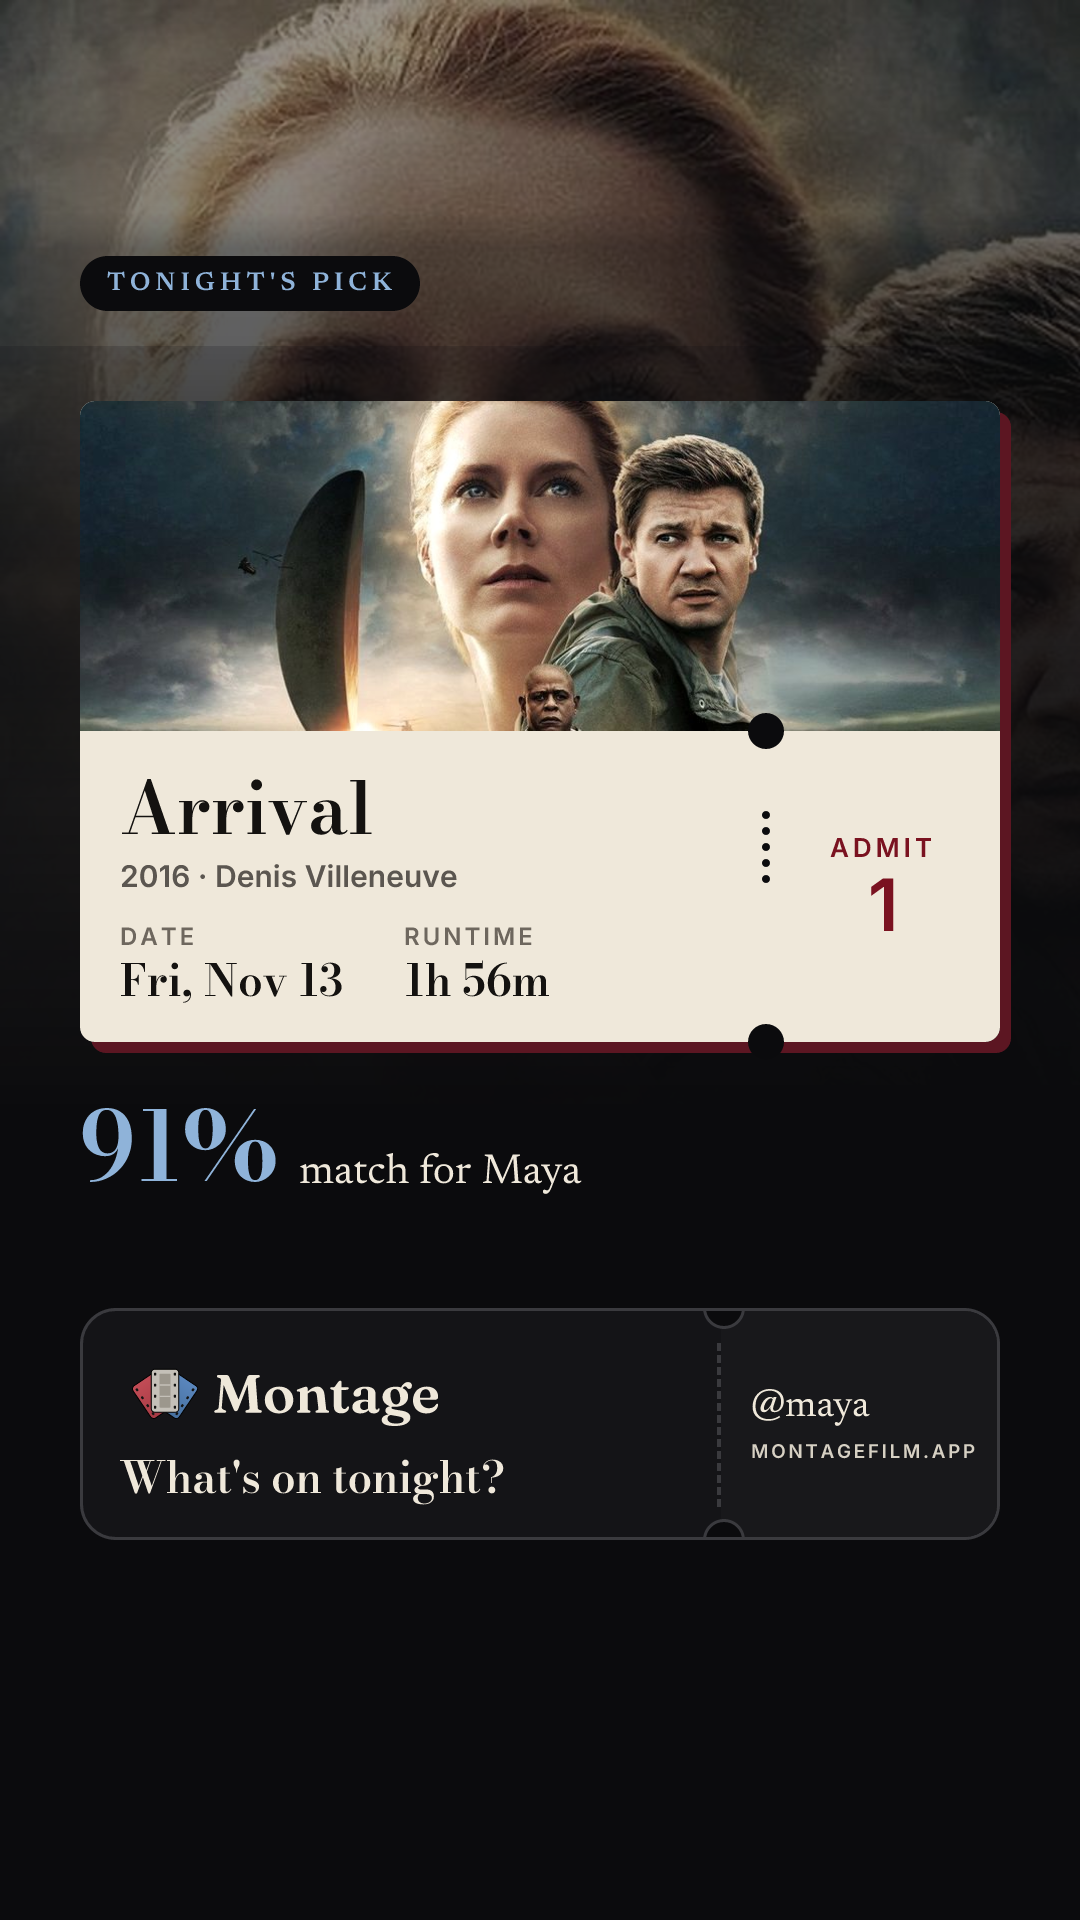 TONIGHT'S PICK
Arrival
2016 · Denis Villeneuve
DATE
Fri, Nov 13
RUNTIME
1h 56m
ADMIT
1
91% match for Maya
Montage
What's on tonight?
@maya
MONTAGEFILM.APP